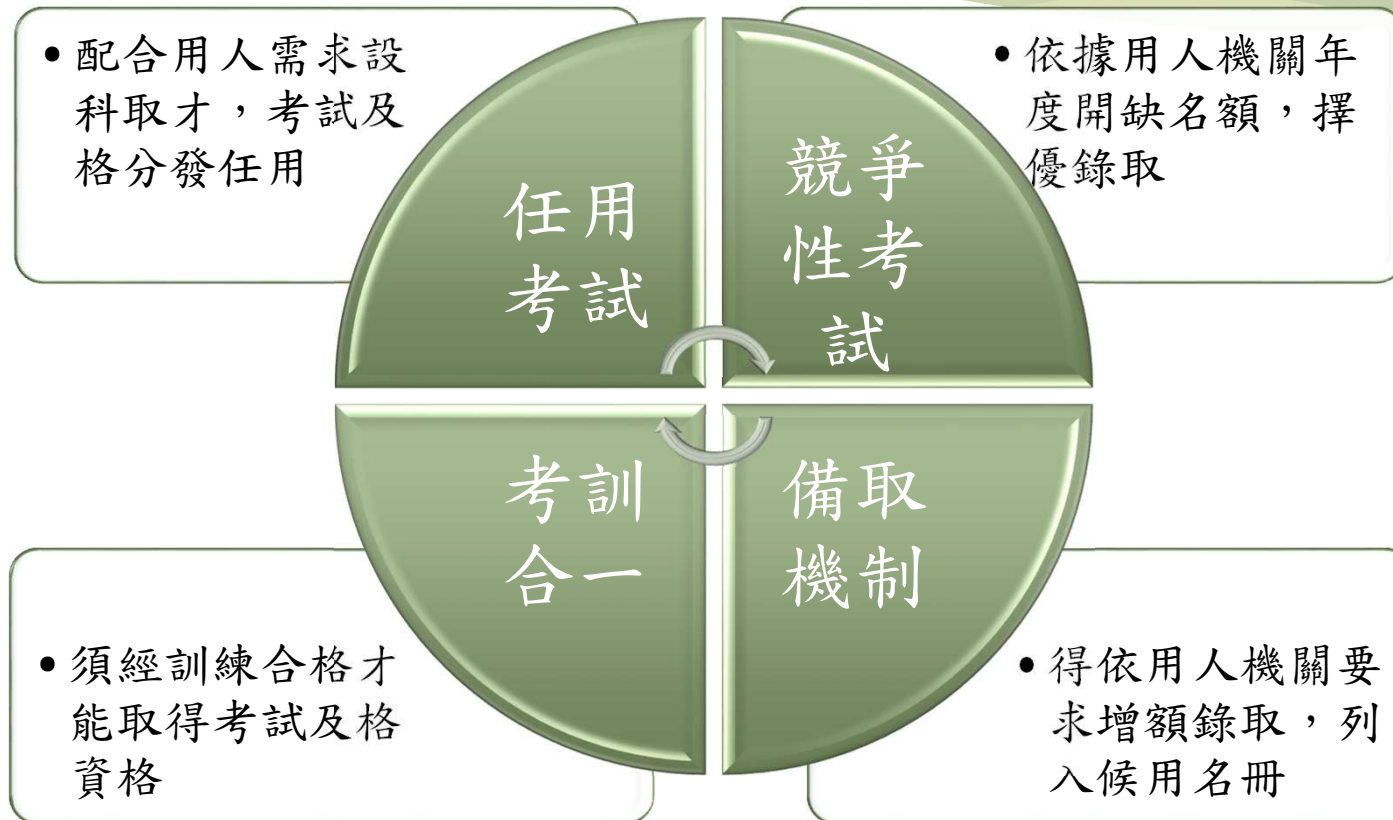 • 配合用人需求設
科取才，考試及
格分發任用
任用
考試
競爭
性考
試
• 依據用人機關年
度開缺名額，擇
優錄取
考訓
合一
備取
機制
• 須經訓練合格才
能取得考試及格
資格
• 得依用人機關要
求增額錄取，列
入候用名冊